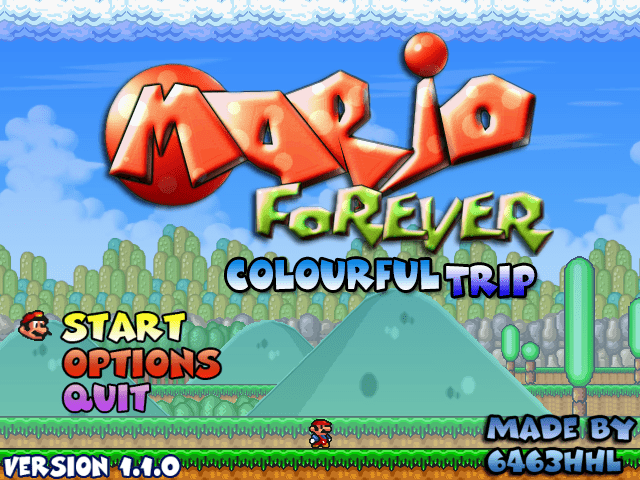 MaRio
FoReVeR
COLOURFUL TRIP
START
OPTIONS
QUIT
MADE BY
6463HHL
VERSION 1.1.0